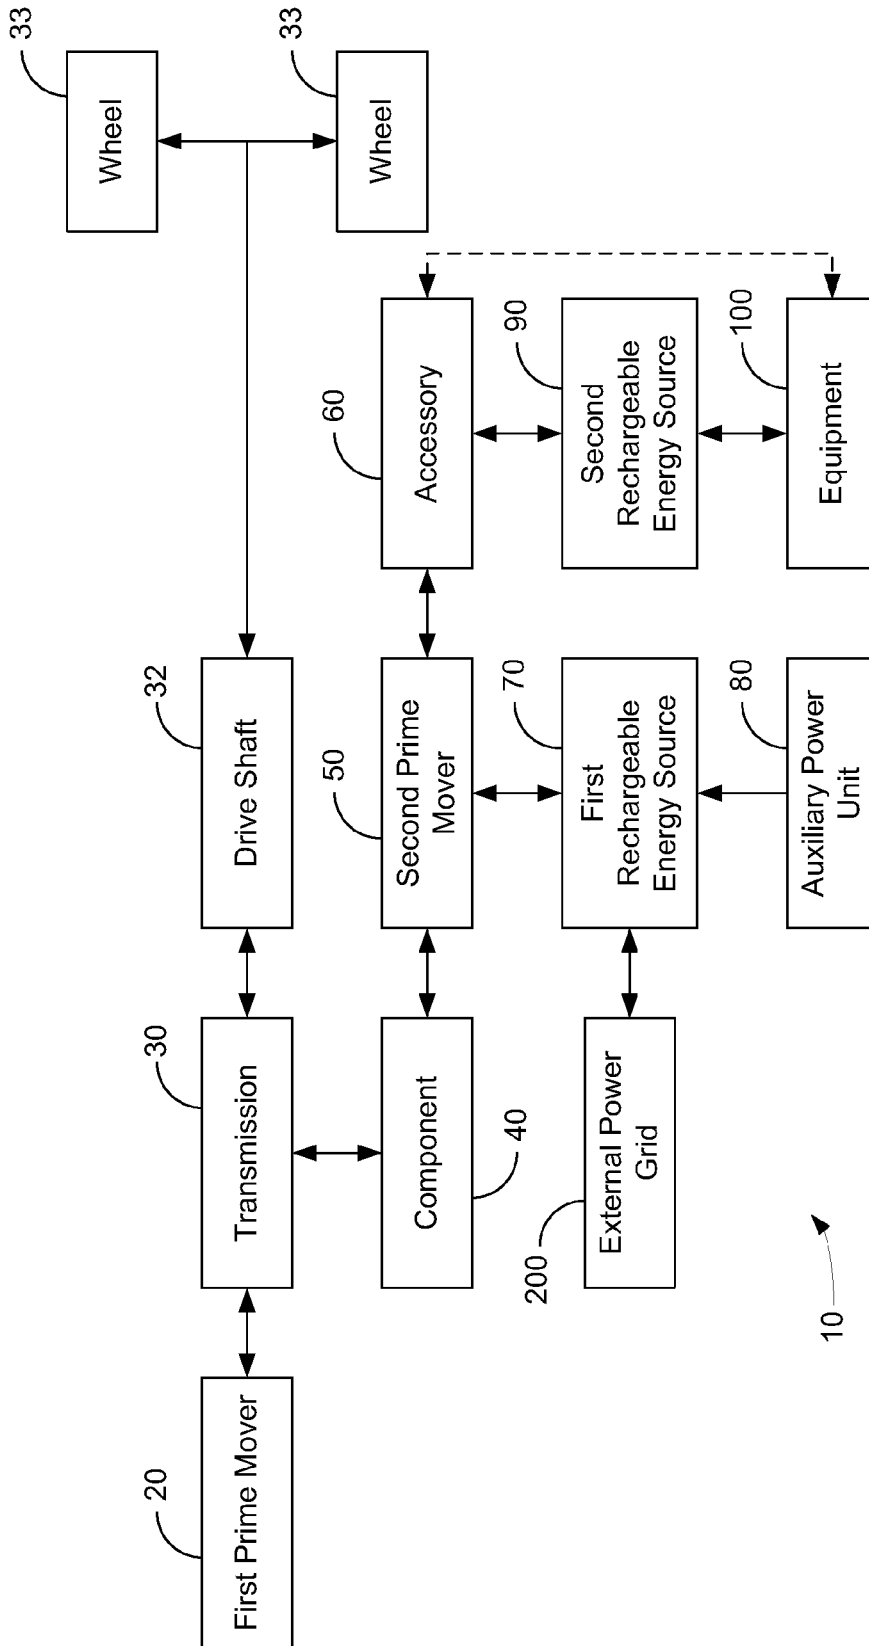 20
First Prime Mover
30
Transmission
32
Drive Shaft
33
Wheel
33
Wheel
Component
40
50
Second Prime
Mover
60
Accessory
200
External Power
Grid
70
First
Rechargeable
Energy Source
90
Second
Rechargeable
Energy Source
80
Auxiliary Power
Unit
100
Equipment
10